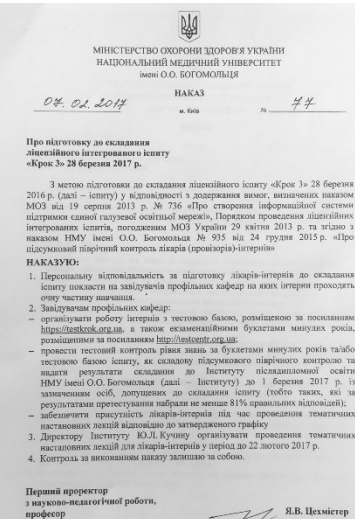 МІНІСТЕРСТВО ОХОРОНИ ЗДОРОВ'Я УКРАЇНИ
НАЦІОНАЛЬНИЙ МЕДИЧНИЙ УНІВЕРСИТЕТ
імені О.О. БОГОМОЛЬЦЯ
НАКАЗ
07. 02. 2017 м. Київ № 77
Про підготовку до складання
ліцензійного інтегрованого іспиту
«Крок 3» 28 березня 2017 р.
З метою підготовки до складання ліцензійного іспиту «Крок 3» 28 березня
2016 р. (далі – іспиту) у відповідності з додержання вимог, визначених наказом
МОЗ від 19 серпня 2013 р. № 736 «Про створення інформаційної системи
підтримки єдиної галузевої освітньої мережі», Порядком проведення ліцензійних
інтегрованих іспитів, погодженим МОЗ України 29 квітня 2013 р. та згідно з
наказом НМУ імені О.О. Богомольця № 935 від 24 грудня 2015 р. «Про
підсумковий піврічний контроль лікарів (провізорів)-інтернів»
НАКАЗУЮ:
1. Персональну відповідальність за підготовку лікарів-інтернів до складання
іспиту покласти на завідувачів профільних кафедр на яких інтерни проходять
очну частину навчання.
2. Завідувачам профільних кафедр:
– організувати роботу інтернів з тестовою базою, розміщеною за посиланням
https://testkrok.org.ua, а також екзаменаційними буклетами минулих років,
розміщеними за посиланням http://testcentr.org.ua;
– провести тестовий контроль рівня знань за буклетами минулих років та/або
тестовою базою іспиту, як складову підсумкового піврічного контролю та
надати результати складання до Інституту післядипломної освіти
НМУ імені О.О. Богомольця (далі – Інституту) до 1 березня 2017 р. із
зазначенням осіб, допущених до складання іспиту (тобто таких, які за
результатами претестування набрали не менше 81% правильних відповідей);
– забезпечити присутність лікарів-інтернів під час проведення тематичних
настановних лекцій відповідно до затвердженого графіку
3. Директору Інституту Ю.Л. Кучину організувати проведення тематичних
настановних лекцій для лікарів-інтернів у період до 22 лютого 2017 р.
4. Контроль за виконанням наказу залишаю за собою.
Перший проректор
з науково-педагогічної роботи,
професор Я.В. Цехмістер